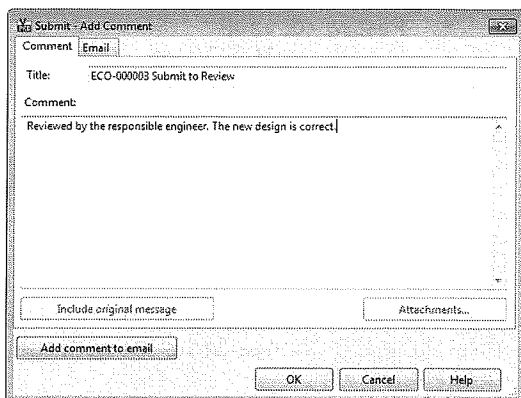 Submit - Add Comment
Comment Email
Title: ECO-000003 Submit to Review
Comment:
Reviewed by the responsible engineer. The new design is correct.
Include original message Attachments...
Add comment to email
OK Cancel Help